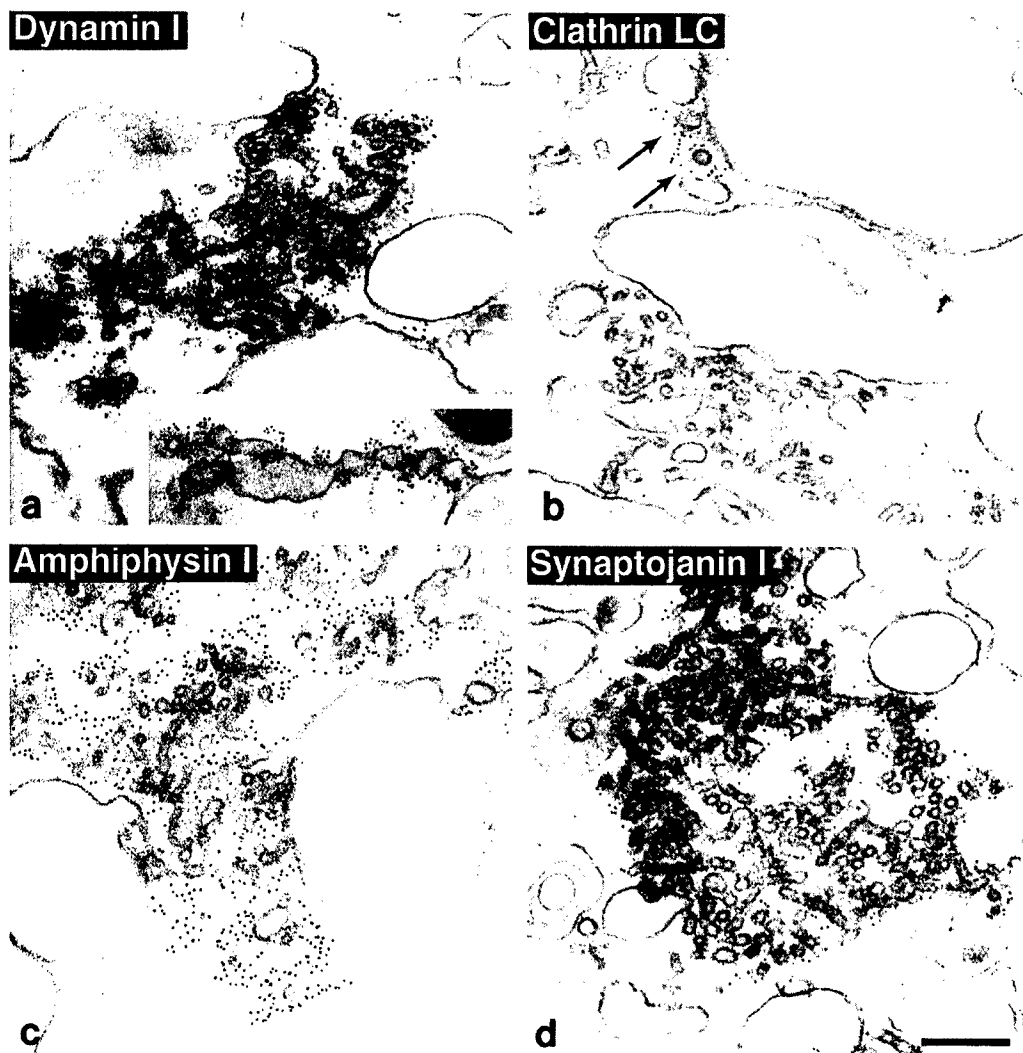 Dynamin I
Clathrin LC
a
b
Amphiphysin I
Synaptojanin I
c
d